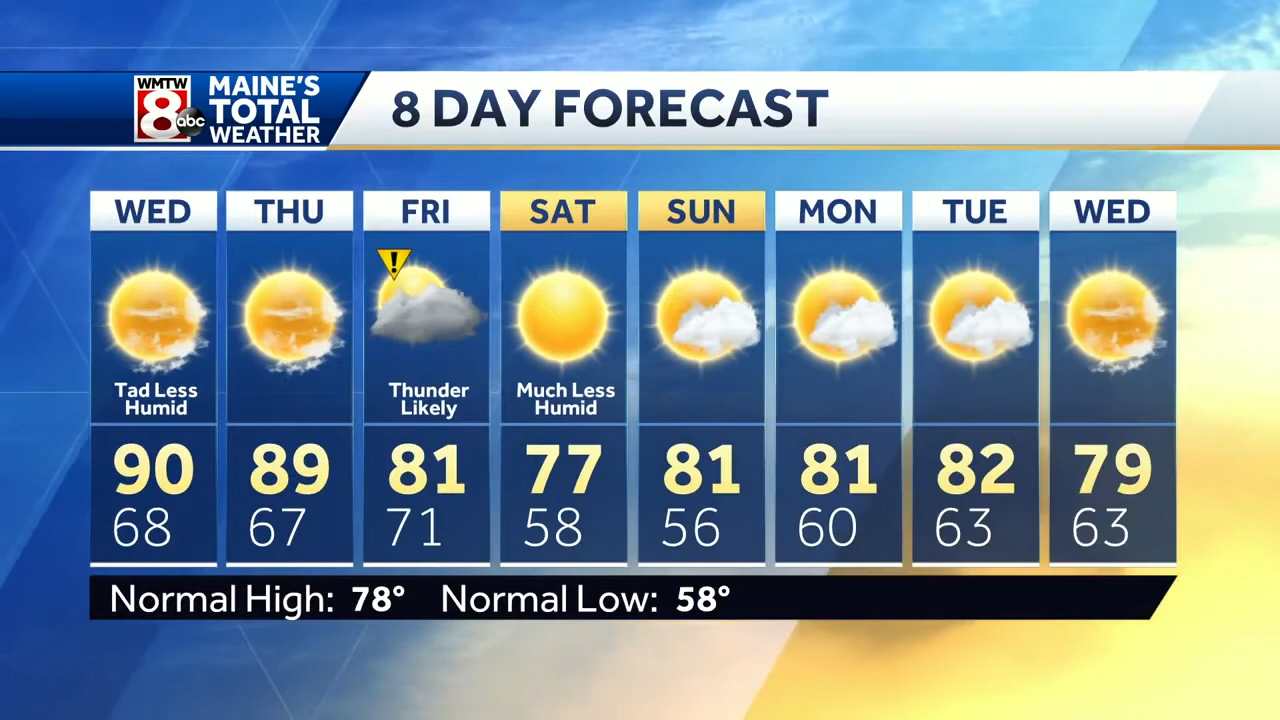 WMTW
8
abc
MAINE'S
TOTAL
WEATHER
8 DAY FORECAST
WED THU FRI SAT SUN MON TUE WED
!
Tad Less
Humid
Thunder
Likely
Much Less
Humid
90 89 81 77 81 81 82 79
68 67 71 58 56 60 63 63
Normal High: 78° Normal Low: 58°